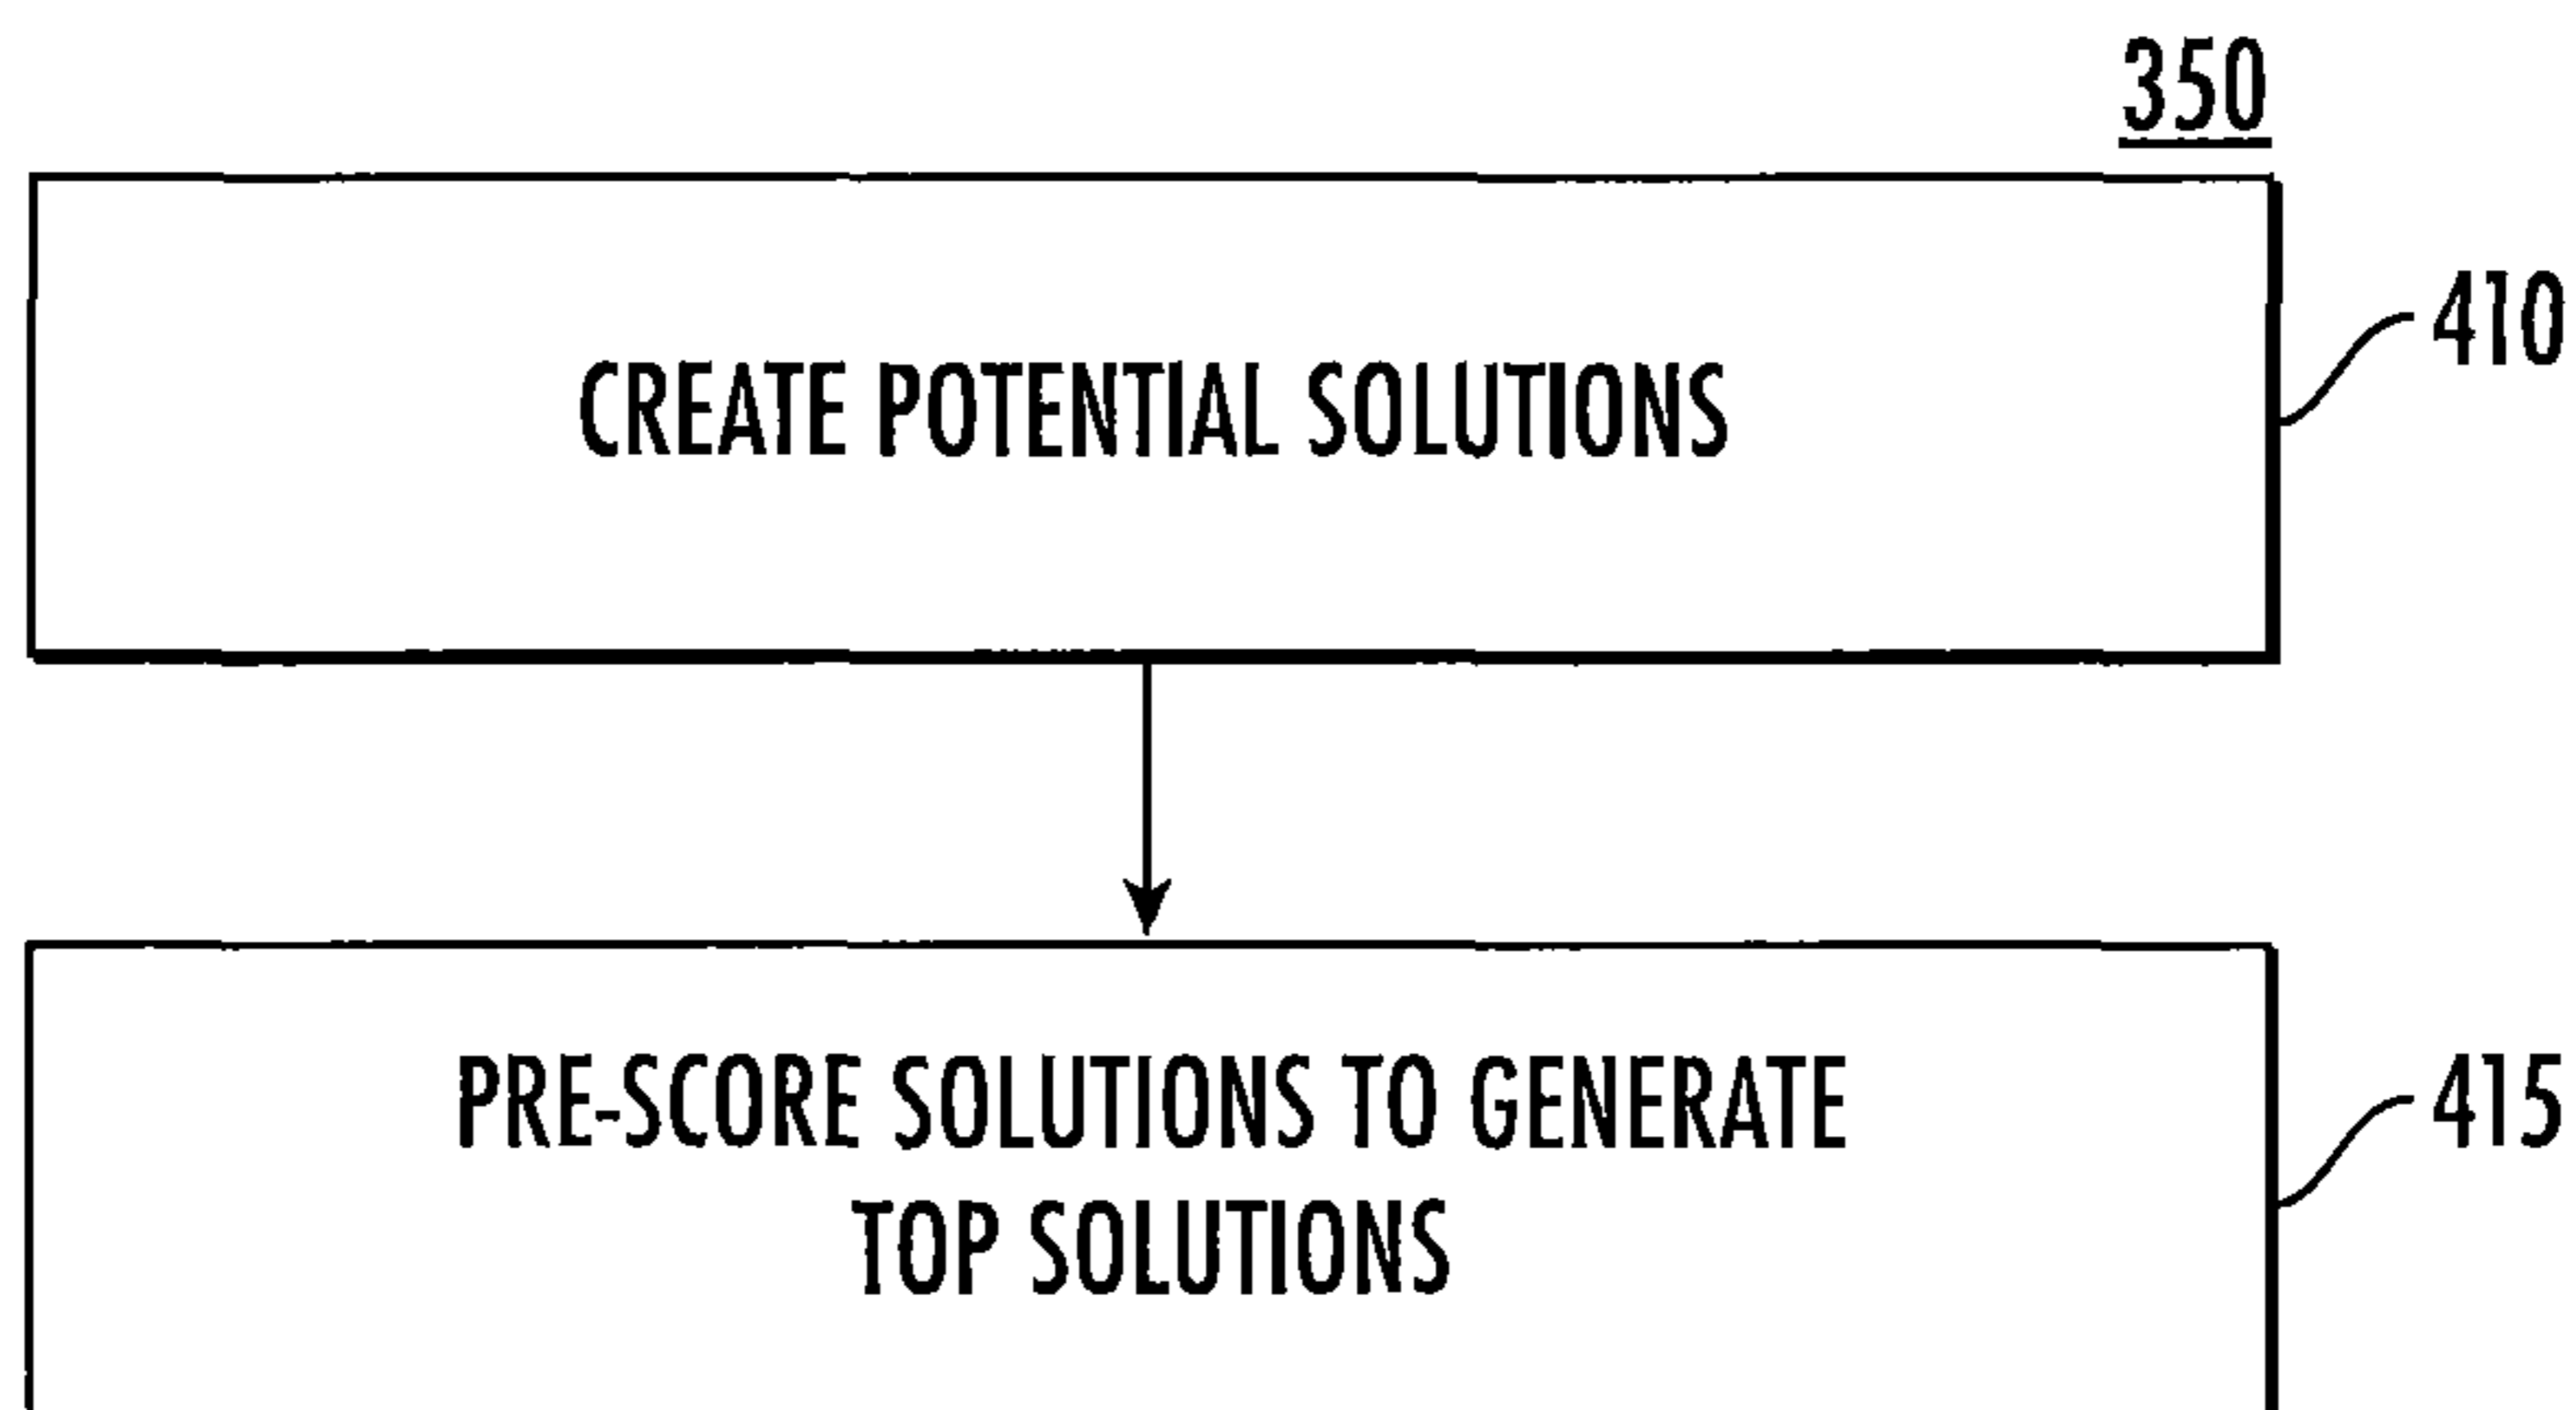 350
CREATE POTENTIAL SOLUTIONS
410
PRE-SCORE SOLUTIONS TO GENERATE
TOP SOLUTIONS
415